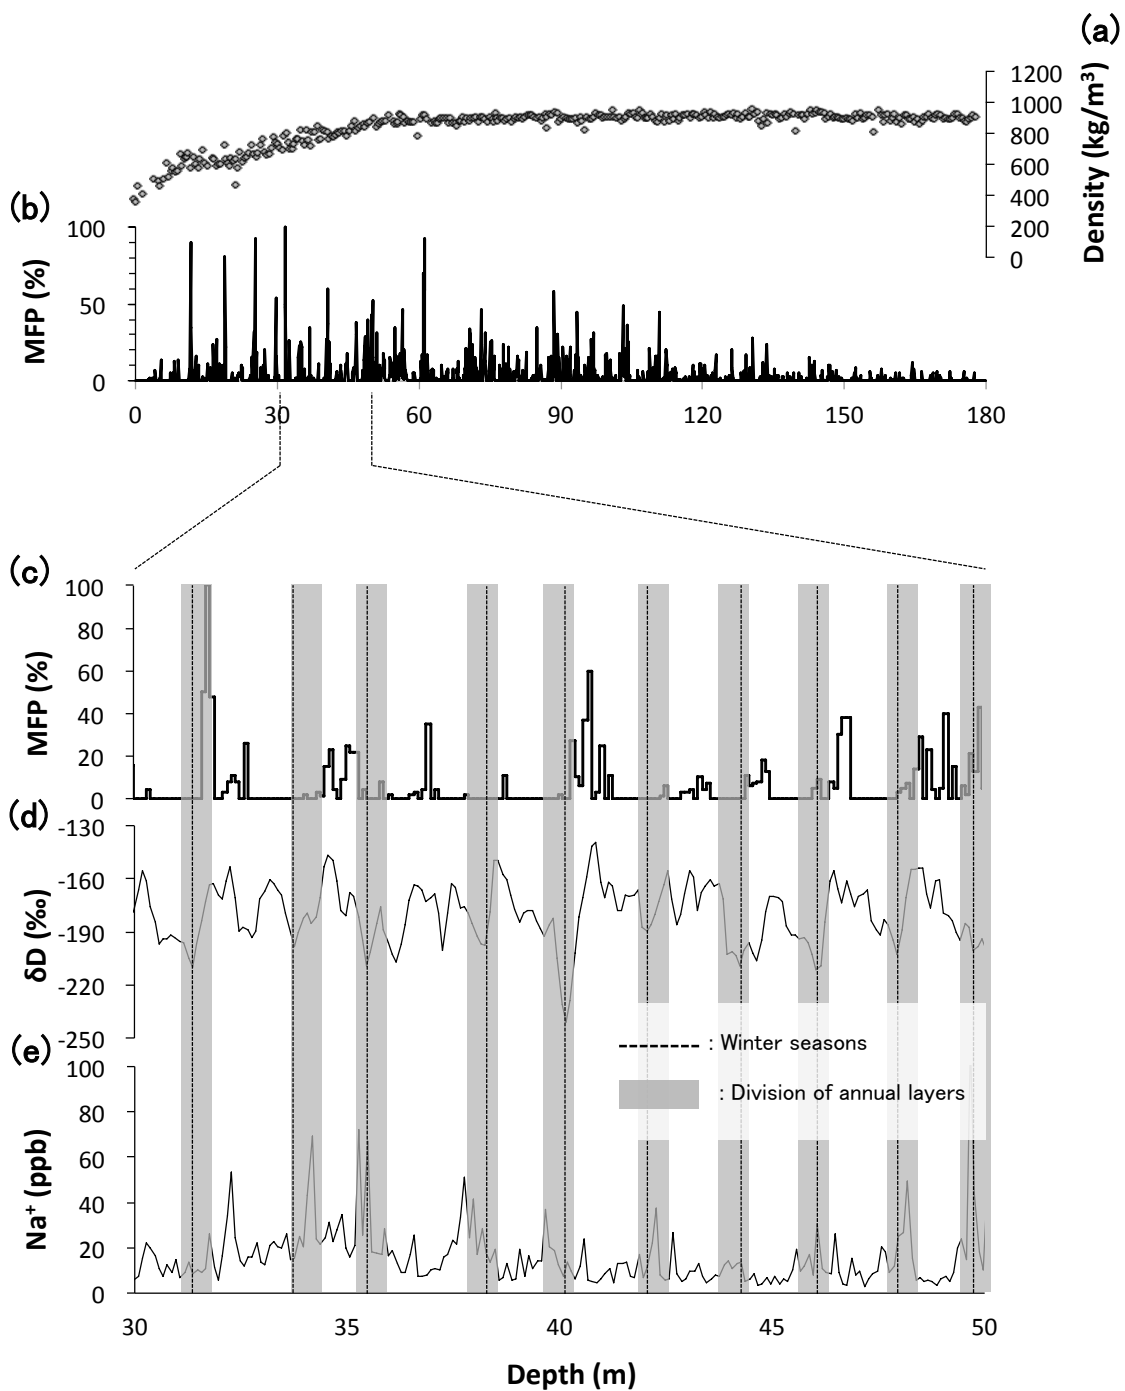 (a)
1200
1000
800
600
400
200
0
Density (kg/m³)
(b)
100
50
0
MFP (%)
0 30 60 90 120 150 180
(c)
100
80
60
40
20
0
MFP (%)
(d)
-130
-160
-190
-220
-250
δD (‰)
: Winter seasons
: Division of annual layers
(e)
100
80
60
40
20
0
Na⁺ (ppb)
30 35 40 45 50
Depth (m)